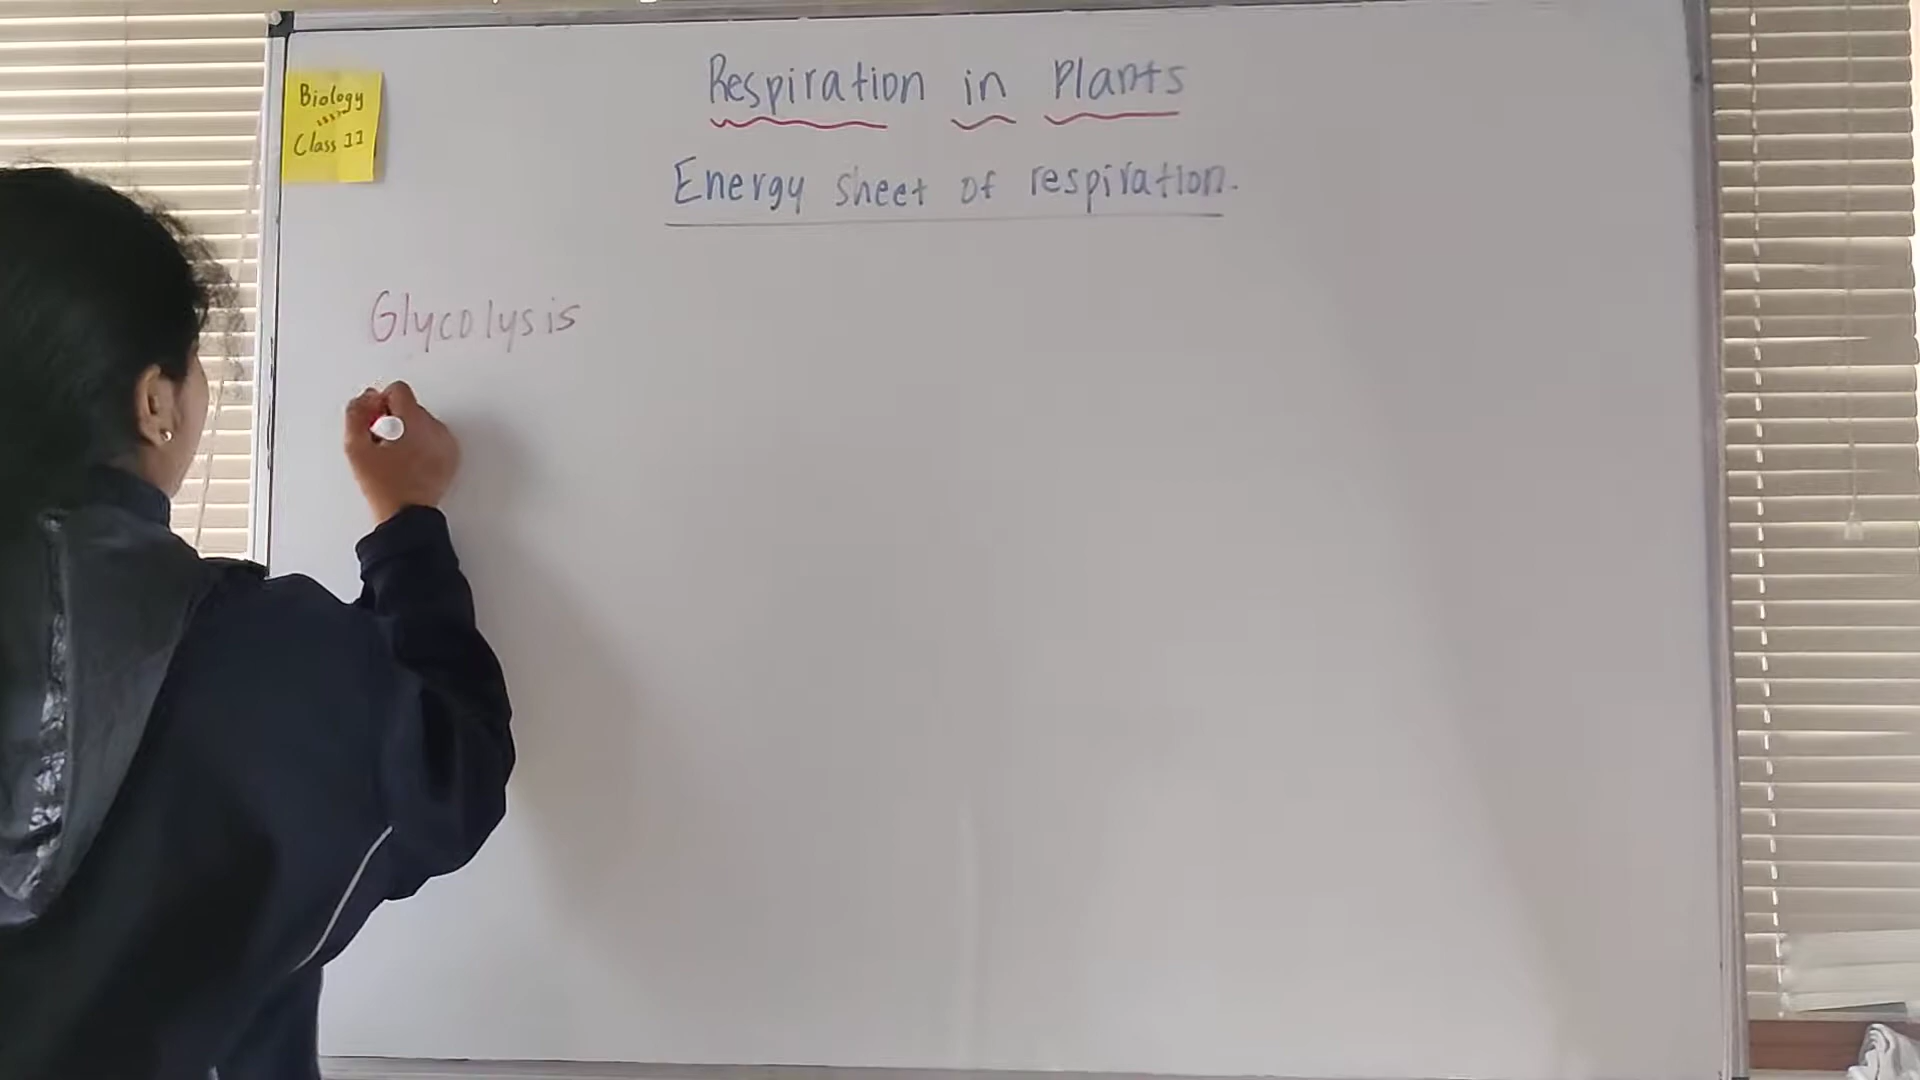 Biology
Class 11
Respiration in Plants
Energy sheet of respiration.
Glycolysis